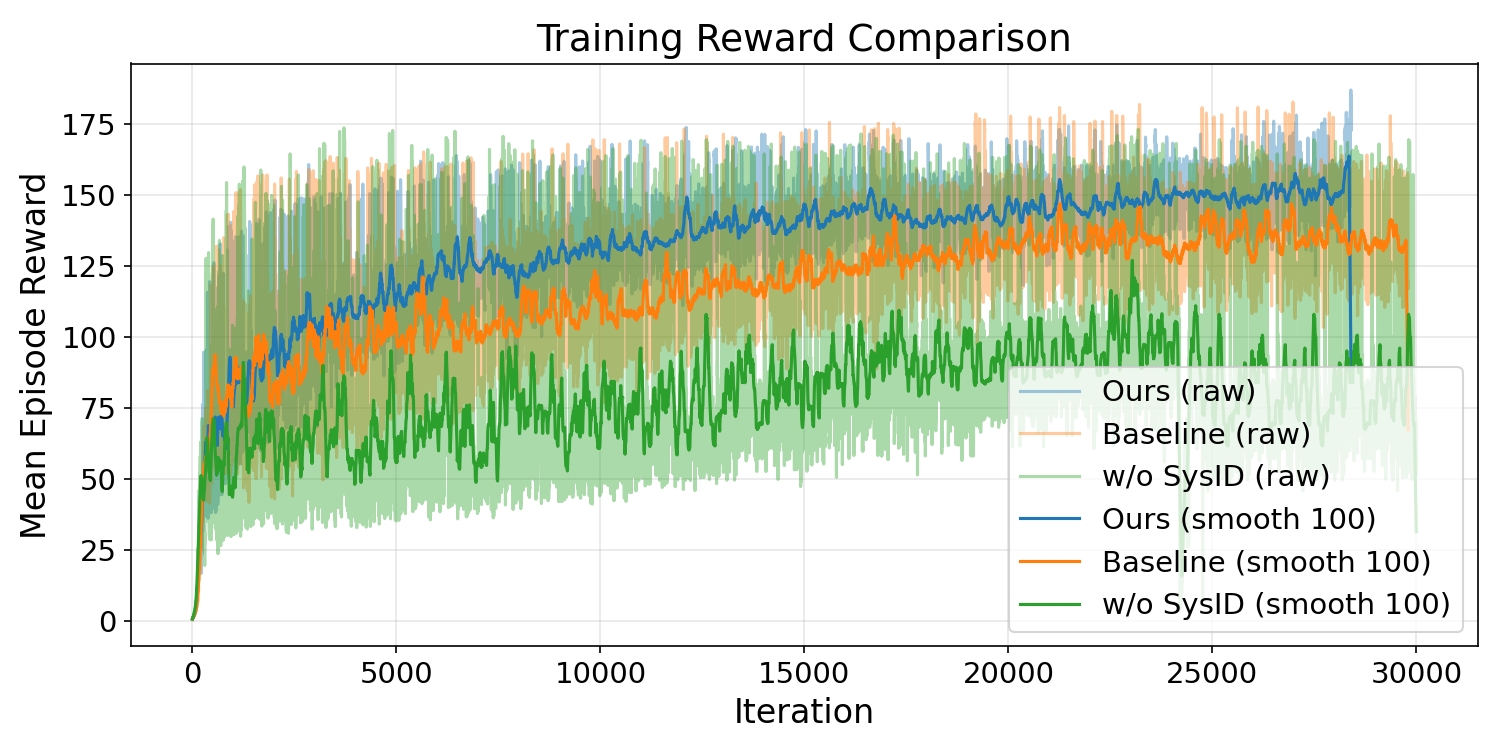 Training Reward Comparison
Mean Episode Reward
175
150
125
100
75
50
25
0
Ours (raw)
Baseline (raw)
w/o SysID (raw)
Ours (smooth 100)
Baseline (smooth 100)
w/o SysID (smooth 100)
0 5000 10000 15000 20000 25000 30000
Iteration